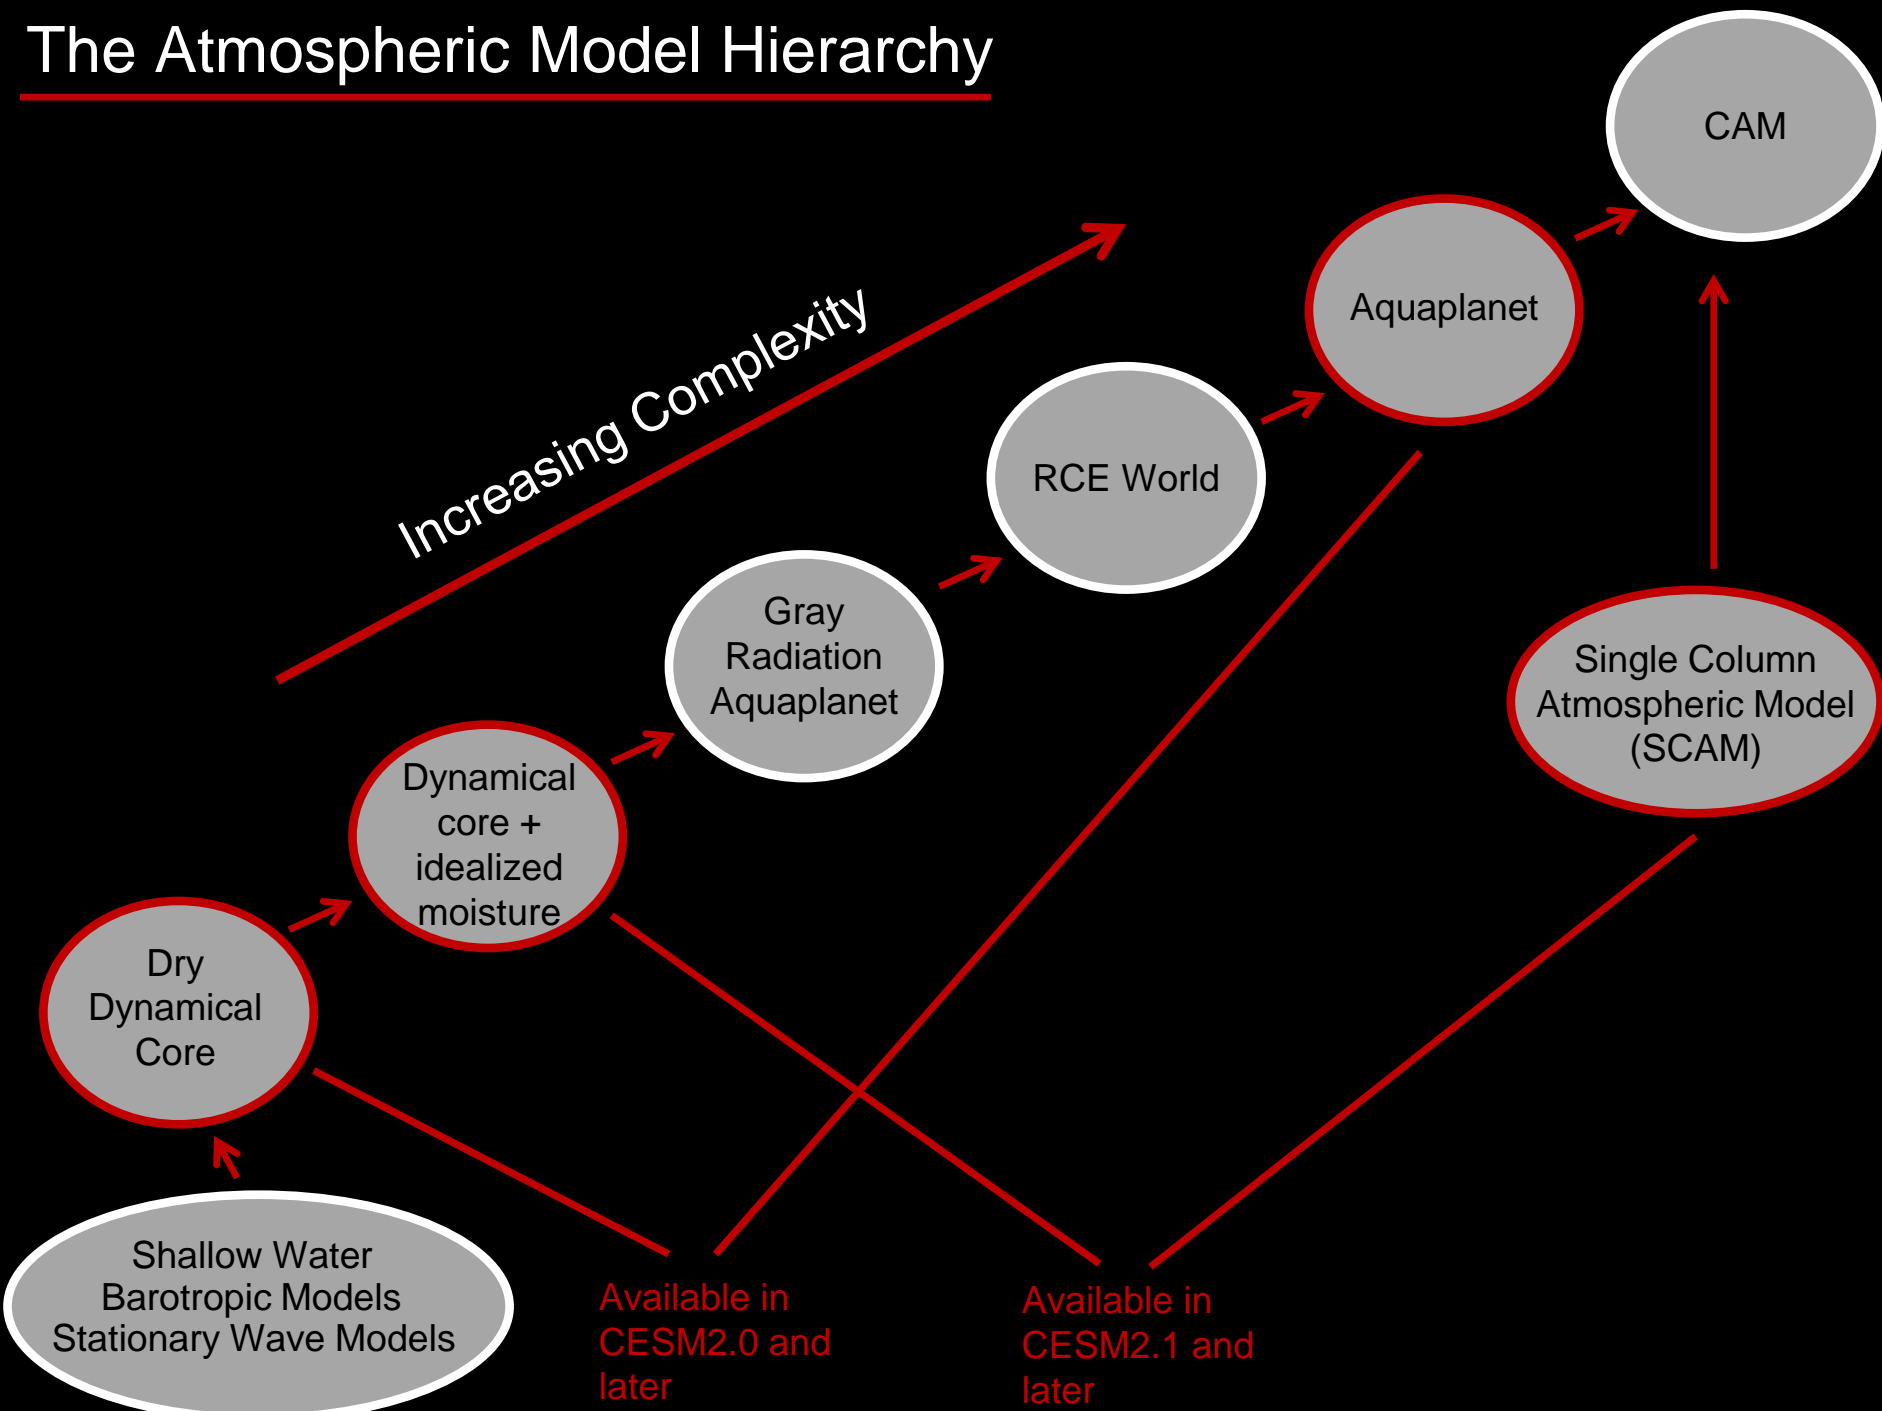 The Atmospheric Model Hierarchy
CAM
Aquaplanet
Increasing Complexity
RCE World
Gray
Radiation
Aquaplanet
Single Column
Atmospheric Model
(SCAM)
Dynamical
core +
idealized
moisture
Dry
Dynamical
Core
Shallow Water
Barotropic Models
Stationary Wave Models
Available in
CESM2.0 and
later
Available in
CESM2.1 and
later